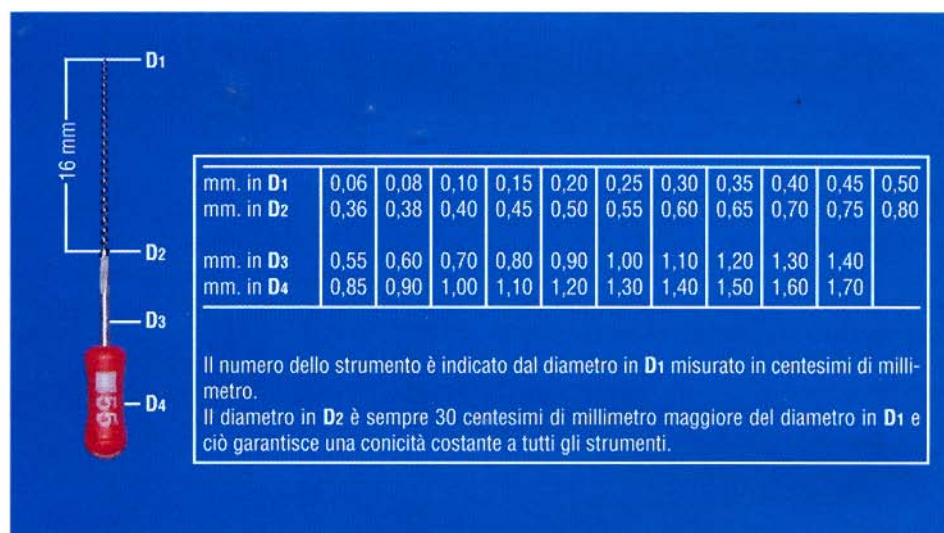 D1
16 mm
mm. in D1 0,06 0,08 0,10 0,15 0,20 0,25 0,30 0,35 0,40 0,45 0,50
mm. in D2 0,36 0,38 0,40 0,45 0,50 0,55 0,60 0,65 0,70 0,75 0,80
D2
mm. in D3 0,55 0,60 0,70 0,80 0,90 1,00 1,10 1,20 1,30 1,40
mm. in D4 0,85 0,90 1,00 1,10 1,20 1,30 1,40 1,50 1,60 1,70
D3
Il numero dello strumento è indicato dal diametro in D1 misurato in centesimi di milli-
metro.
55
D4
Il diametro in D2 è sempre 30 centesimi di millimetro maggiore del diametro in D1 e
ciò garantisce una conicità costante a tutti gli strumenti.